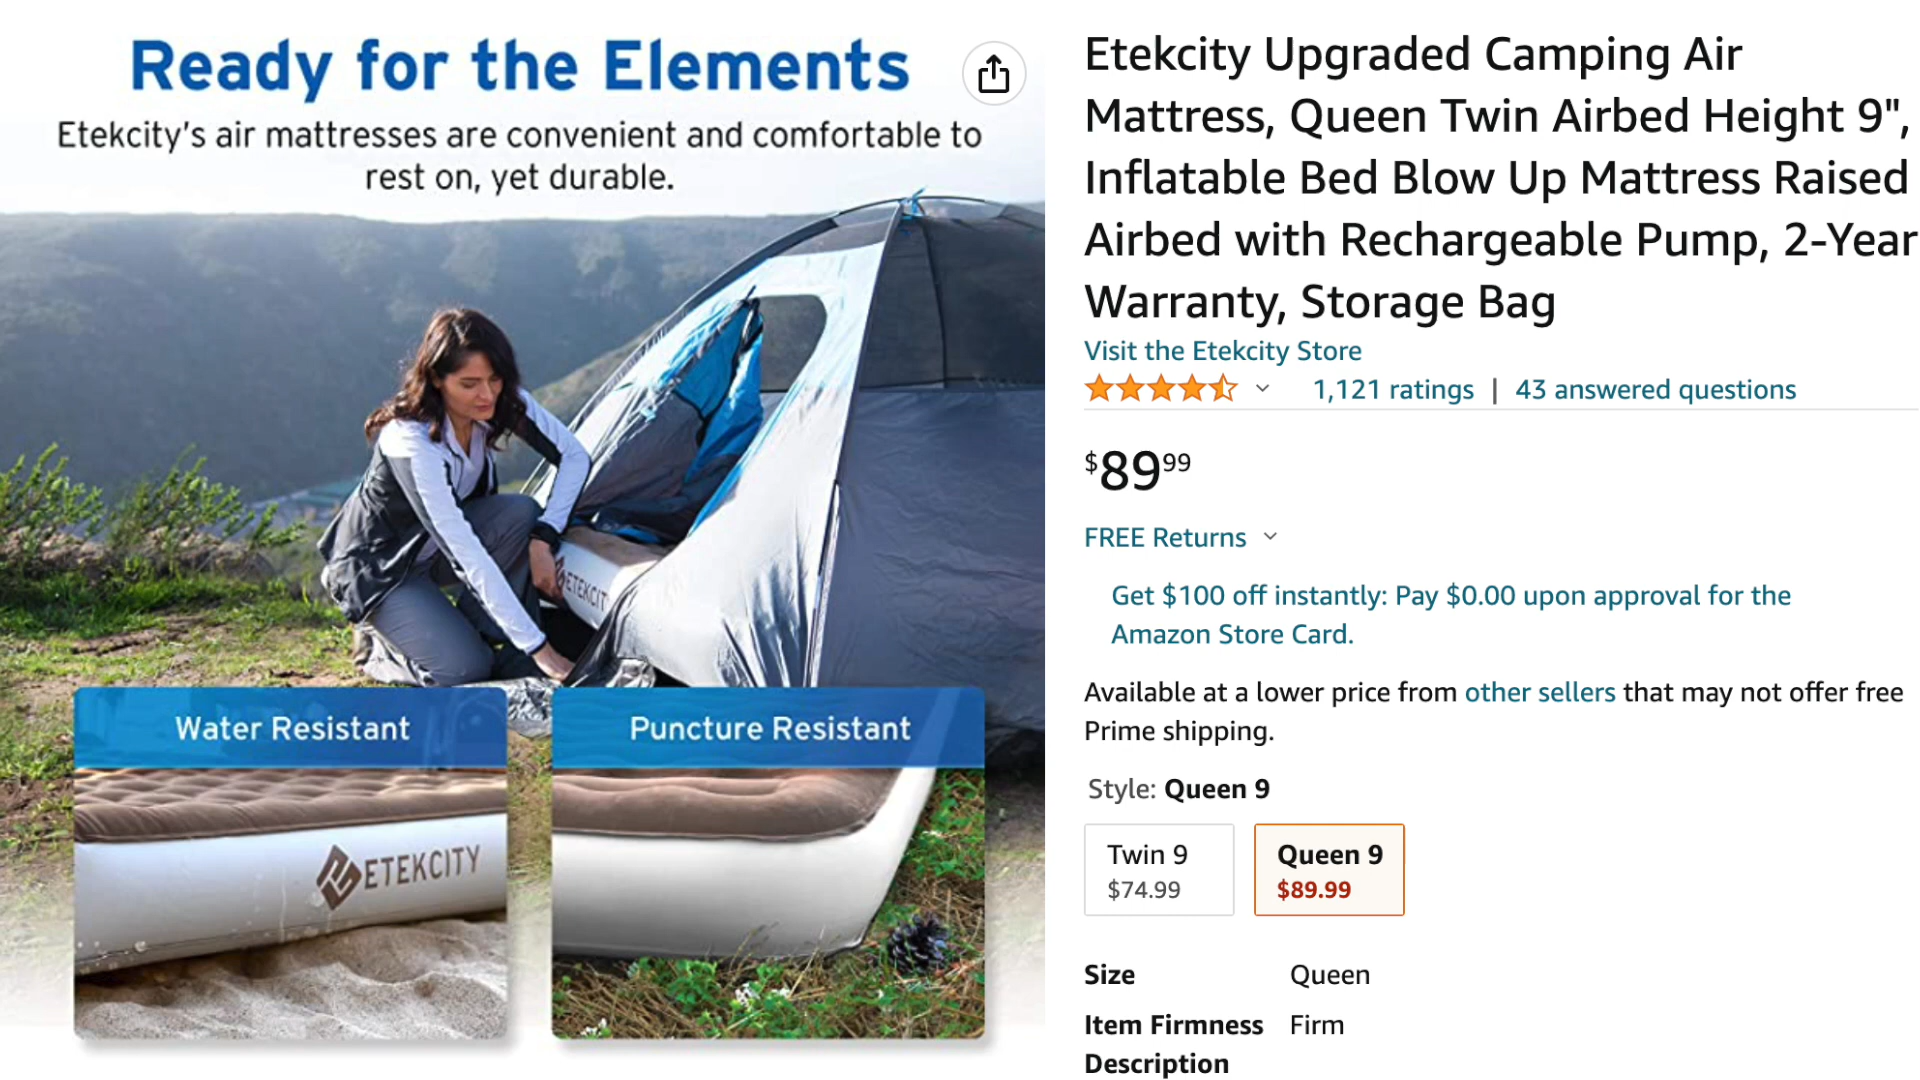 Ready for the Elements
Etekcity's air mattresses are convenient and comfortable to
rest on, yet durable.
ETEKCIT
Water Resistant
ETEKCITY
Puncture Resistant
Etekcity Upgraded Camping Air
Mattress, Queen Twin Airbed Height 9",
Inflatable Bed Blow Up Mattress Raised
Airbed with Rechargeable Pump, 2-Year
Warranty, Storage Bag
Visit the Etekcity Store
1,121 ratings | 43 answered questions
$8999
FREE Returns
Get $100 off instantly: Pay $0.00 upon approval for the
Amazon Store Card.
Available at a lower price from other sellers that may not offer free
Prime shipping.
Style: Queen 9
Twin 9
$74.99
Queen 9
$89.99
Size Queen
Item Firmness Firm
Description